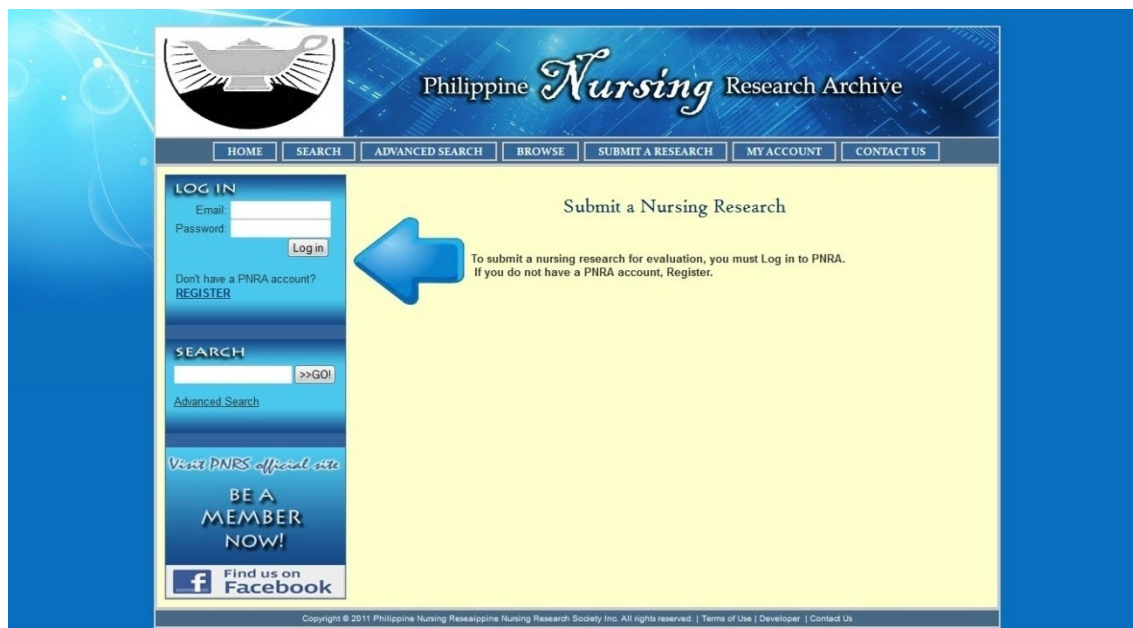 Philippine Nursing Research Archive
HOME SEARCH ADVANCED SEARCH BROWSE SUBMIT A RESEARCH MY ACCOUNT CONTACT US
LOG IN
Email:
Password:
Log in
Don't have a PNRA account?
REGISTER
SEARCH
>>GO!
Advanced Search
Visit PNRS official site
BE A
MEMBER
NOW!
f Find us on
Facebook
Submit a Nursing Research
To submit a nursing research for evaluation, you must Log in to PNRA.
If you do not have a PNRA account, Register.
Copyright © 2011 Philippine Nursing Reseaippine Nursing Research Society Inc. All rights reserved. | Terms of Use | Developer | Contact Us